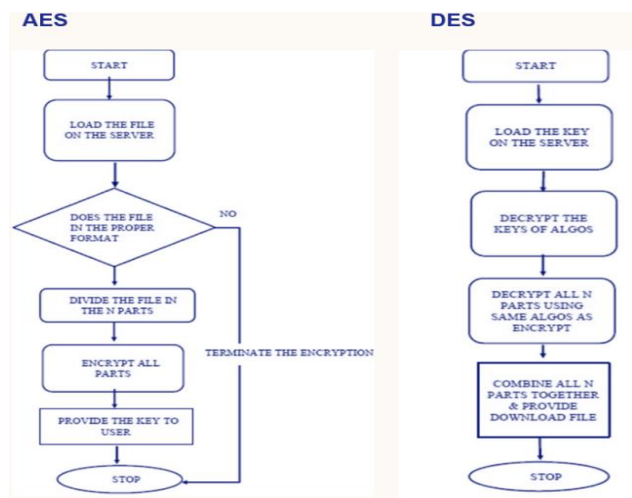 AES
START
LOAD THE FILE
ON THE SERVER
DOES THE FILE
IN THE PROPER
FORMAT
NO
DIVIDE THE FILE IN
THE N PARTS
TERMINATE THE ENCRYPTION
ENCRYPT ALL
PARTS
PROVIDE THE KEY TO
USER
STOP
DES
START
LOAD THE KEY
ON THE SERVER
DECRYPT THE
KEYS OF ALGOS
DECRYPT ALL N
PARTS USING
SAME ALGOS AS
ENCRYPT
COMBINE ALL N
PARTS TOGETHER
& PROVIDE
DOWNLOAD FILE
STOP